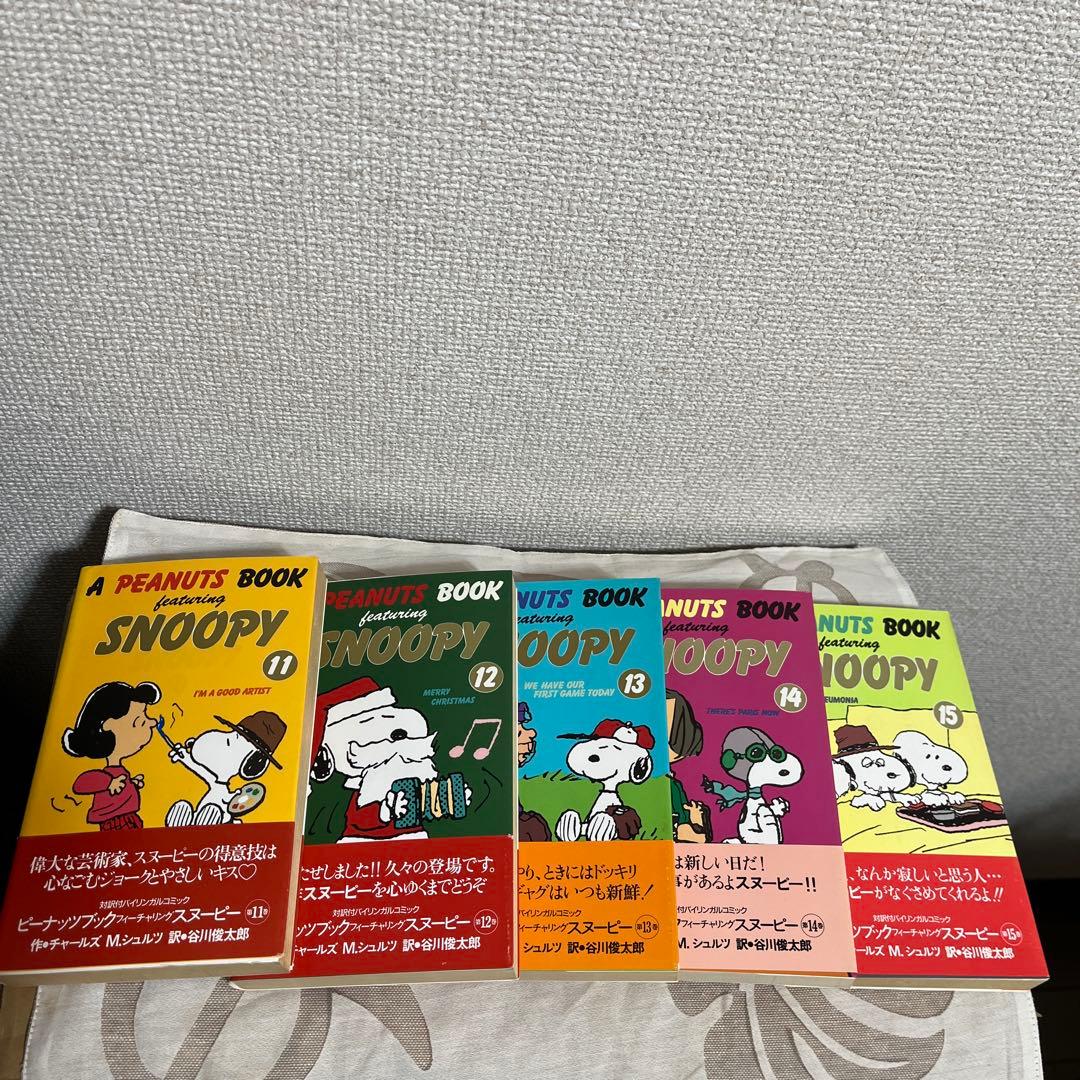 A PEANUTS BOOK
featuring
SNOOPY
11
I'M A GOOD ARTIST
偉大な芸術家、スヌーピーの得意技は
心なごむジョークとやさしいキス♡
対訳付バイリンガルコミック
ピーナッツブックフィーチャリングスヌーピー 第11巻
作●チャールズ M.シュルツ 訳●谷川俊太郎
PEANUTS BOOK
featuring
SNOOPY
12
MERRY
CHRISTMAS
たせしました!! 久々の登場です。
スヌーピーを心ゆくまでどうぞ
対訳付バイリンガルコミック
ッツブックフィーチャリングスヌーピー 第12巻
ールズ M.シュルツ 訳●谷川俊太郎
NUTS BOOK
featuring
OOPY
13
WE HAVE OUR
FIRST GAME TODAY
り、ときにはドッキリ
ギャグはいつも新鮮!
付バイリンガルコミック
フィーチャリングスヌーピー 第13巻
シュルツ 訳●谷川俊太郎
ANUTS BOOK
featuring
NOOPY
14
THERE'S PARIS NOW
は新しい日だ!
事があるよスヌーピー!!
対訳付バイリンガルコミック
フィーチャリングスヌーピー 第14巻
M.シュルツ 訳●谷川俊太郎
NUTS BOOK
featuring
NOOPY
15
EUMONIA
、なんか寂しいと思う人…
ピーがなぐさめてくれるよ!!
対訳付バイリンガルコミック
ブックフィーチャリングスヌーピー 第15巻
ールズ M.シュルツ 訳●谷川俊太郎